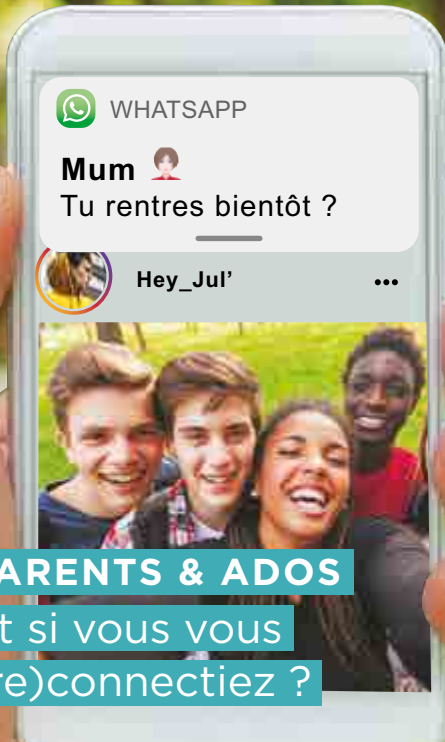 WHATSAPP
Mum
Tu rentres bientôt ?
Hey_Jul’
ARENTS & ADOS
t si vous vous
re)connectiez ?